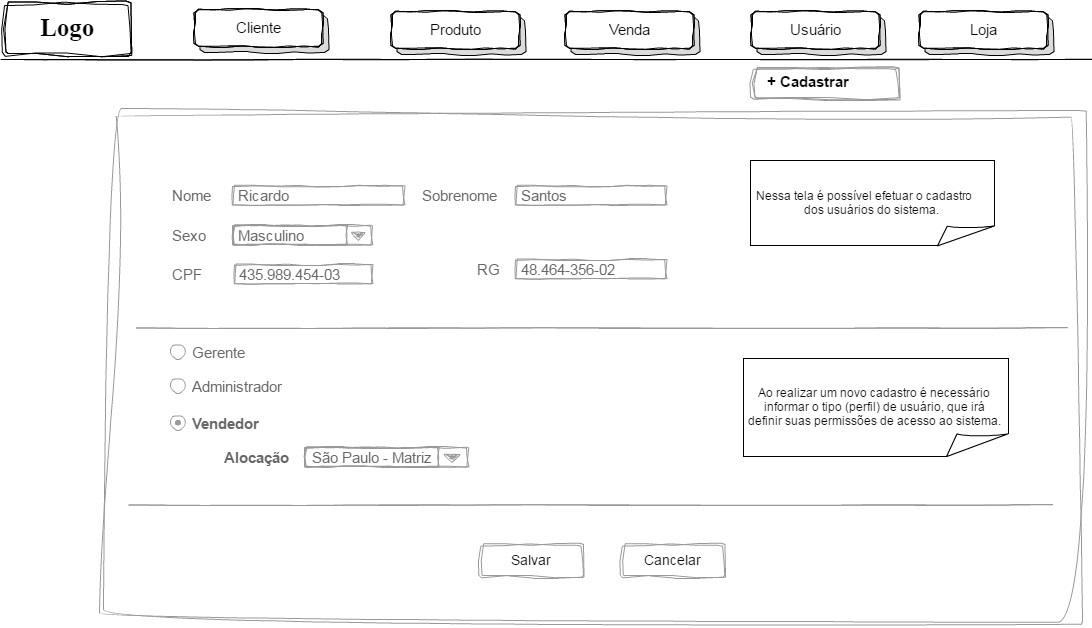 Logo
Cliente
Produto
Venda
Usuário
Loja
+ Cadastrar
Nome
Ricardo
Sobrenome
Santos
Sexo
Masculino
CPF
435.989.454-03
RG
48.464-356-02
Nessa tela é possível efetuar o cadastro
dos usuários do sistema.
Gerente
Administrador
Vendedor
Alocação
São Paulo - Matriz
Ao realizar um novo cadastro é necessário
informar o tipo (perfil) de usuário, que irá
definir suas permissões de acesso ao sistema.
Salvar
Cancelar